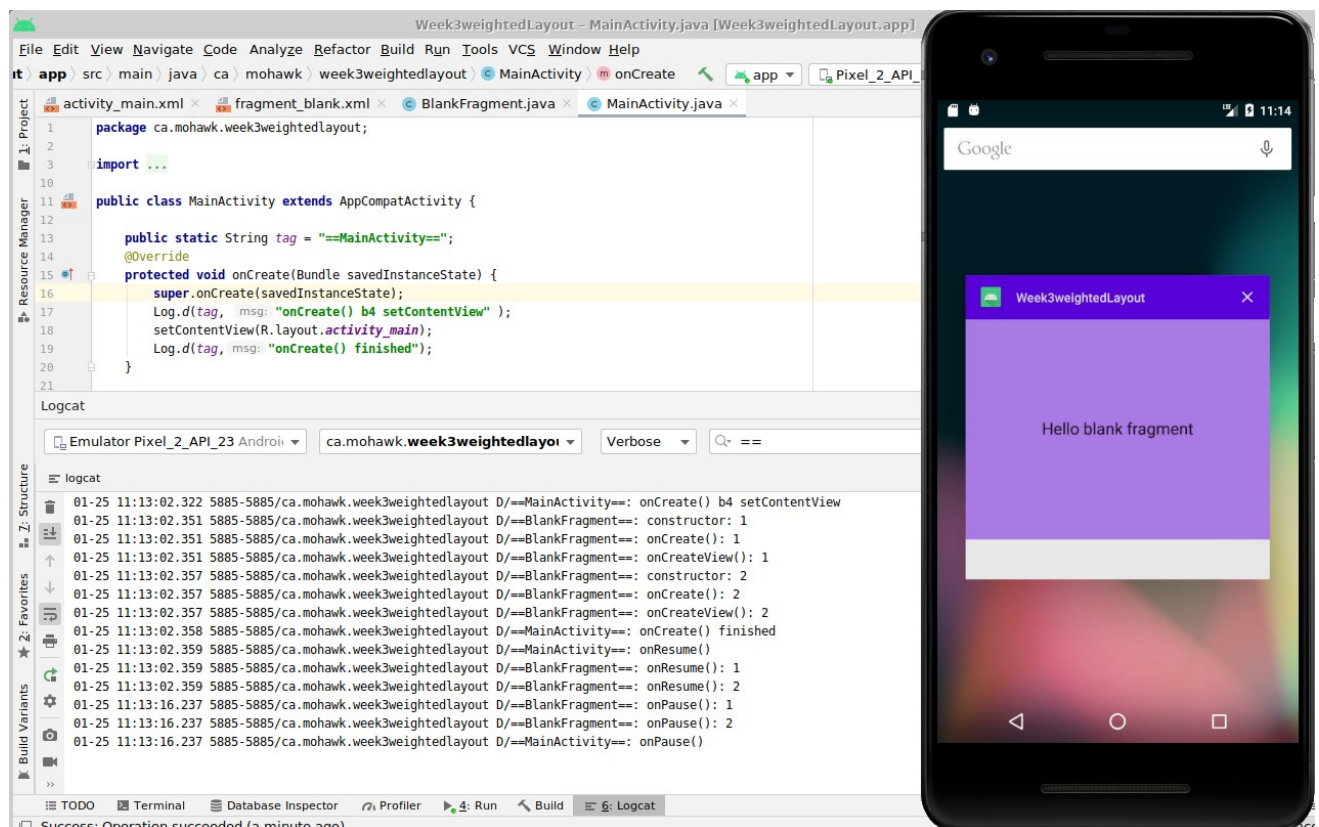 Week3weightedLayout - MainActivity.java [Week3weightedLayout.app]
File Edit View Navigate Code Analyze Refactor Build Run Tools VCS Window Help
app src main java ca mohawk week3weightedlayout MainActivity onCreate app Pixel_2_API_
activity_main.xml fragment_blank.xml BlankFragment.java MainActivity.java
1: Project
Resource Manager
1 package ca.mohawk.week3weightedlayout;
2
3 import ...
10
11 public class MainActivity extends AppCompatActivity {
12
13 public static String tag = "==MainActivity==";
14 @Override
15 protected void onCreate(Bundle savedInstanceState) {
16 super.onCreate(savedInstanceState);
17 Log.d(tag, msg: "onCreate() b4 setContentView" );
18 setContentView(R.layout.activity_main);
19 Log.d(tag, msg: "onCreate() finished");
20 }
21
Logcat
Emulator Pixel_2_API_23 Androi ca.mohawk.week3weightedlayou Verbose ==
logcat
7: Structure
2: Favorites
Build Variants
01-25 11:13:02.322 5885-5885/ca.mohawk.week3weightedlayout D/==MainActivity==: onCreate() b4 setContentView
01-25 11:13:02.351 5885-5885/ca.mohawk.week3weightedlayout D/==BlankFragment==: constructor: 1
01-25 11:13:02.351 5885-5885/ca.mohawk.week3weightedlayout D/==BlankFragment==: onCreate(): 1
01-25 11:13:02.351 5885-5885/ca.mohawk.week3weightedlayout D/==BlankFragment==: onCreateView(): 1
01-25 11:13:02.357 5885-5885/ca.mohawk.week3weightedlayout D/==BlankFragment==: constructor: 2
01-25 11:13:02.357 5885-5885/ca.mohawk.week3weightedlayout D/==BlankFragment==: onCreate(): 2
01-25 11:13:02.357 5885-5885/ca.mohawk.week3weightedlayout D/==BlankFragment==: onCreateView(): 2
01-25 11:13:02.358 5885-5885/ca.mohawk.week3weightedlayout D/==MainActivity==: onCreate() finished
01-25 11:13:02.359 5885-5885/ca.mohawk.week3weightedlayout D/==MainActivity==: onResume()
01-25 11:13:02.359 5885-5885/ca.mohawk.week3weightedlayout D/==BlankFragment==: onResume(): 1
01-25 11:13:02.359 5885-5885/ca.mohawk.week3weightedlayout D/==BlankFragment==: onResume(): 2
01-25 11:13:16.237 5885-5885/ca.mohawk.week3weightedlayout D/==BlankFragment==: onPause(): 1
01-25 11:13:16.237 5885-5885/ca.mohawk.week3weightedlayout D/==BlankFragment==: onPause(): 2
01-25 11:13:16.237 5885-5885/ca.mohawk.week3weightedlayout D/==MainActivity==: onPause()
TODO Terminal Database Inspector Profiler 4: Run Build 6: Logcat
Success: Operation succeeded (a minute ago)
LTE 11:14
Google
Week3weightedLayout
Hello blank fragment